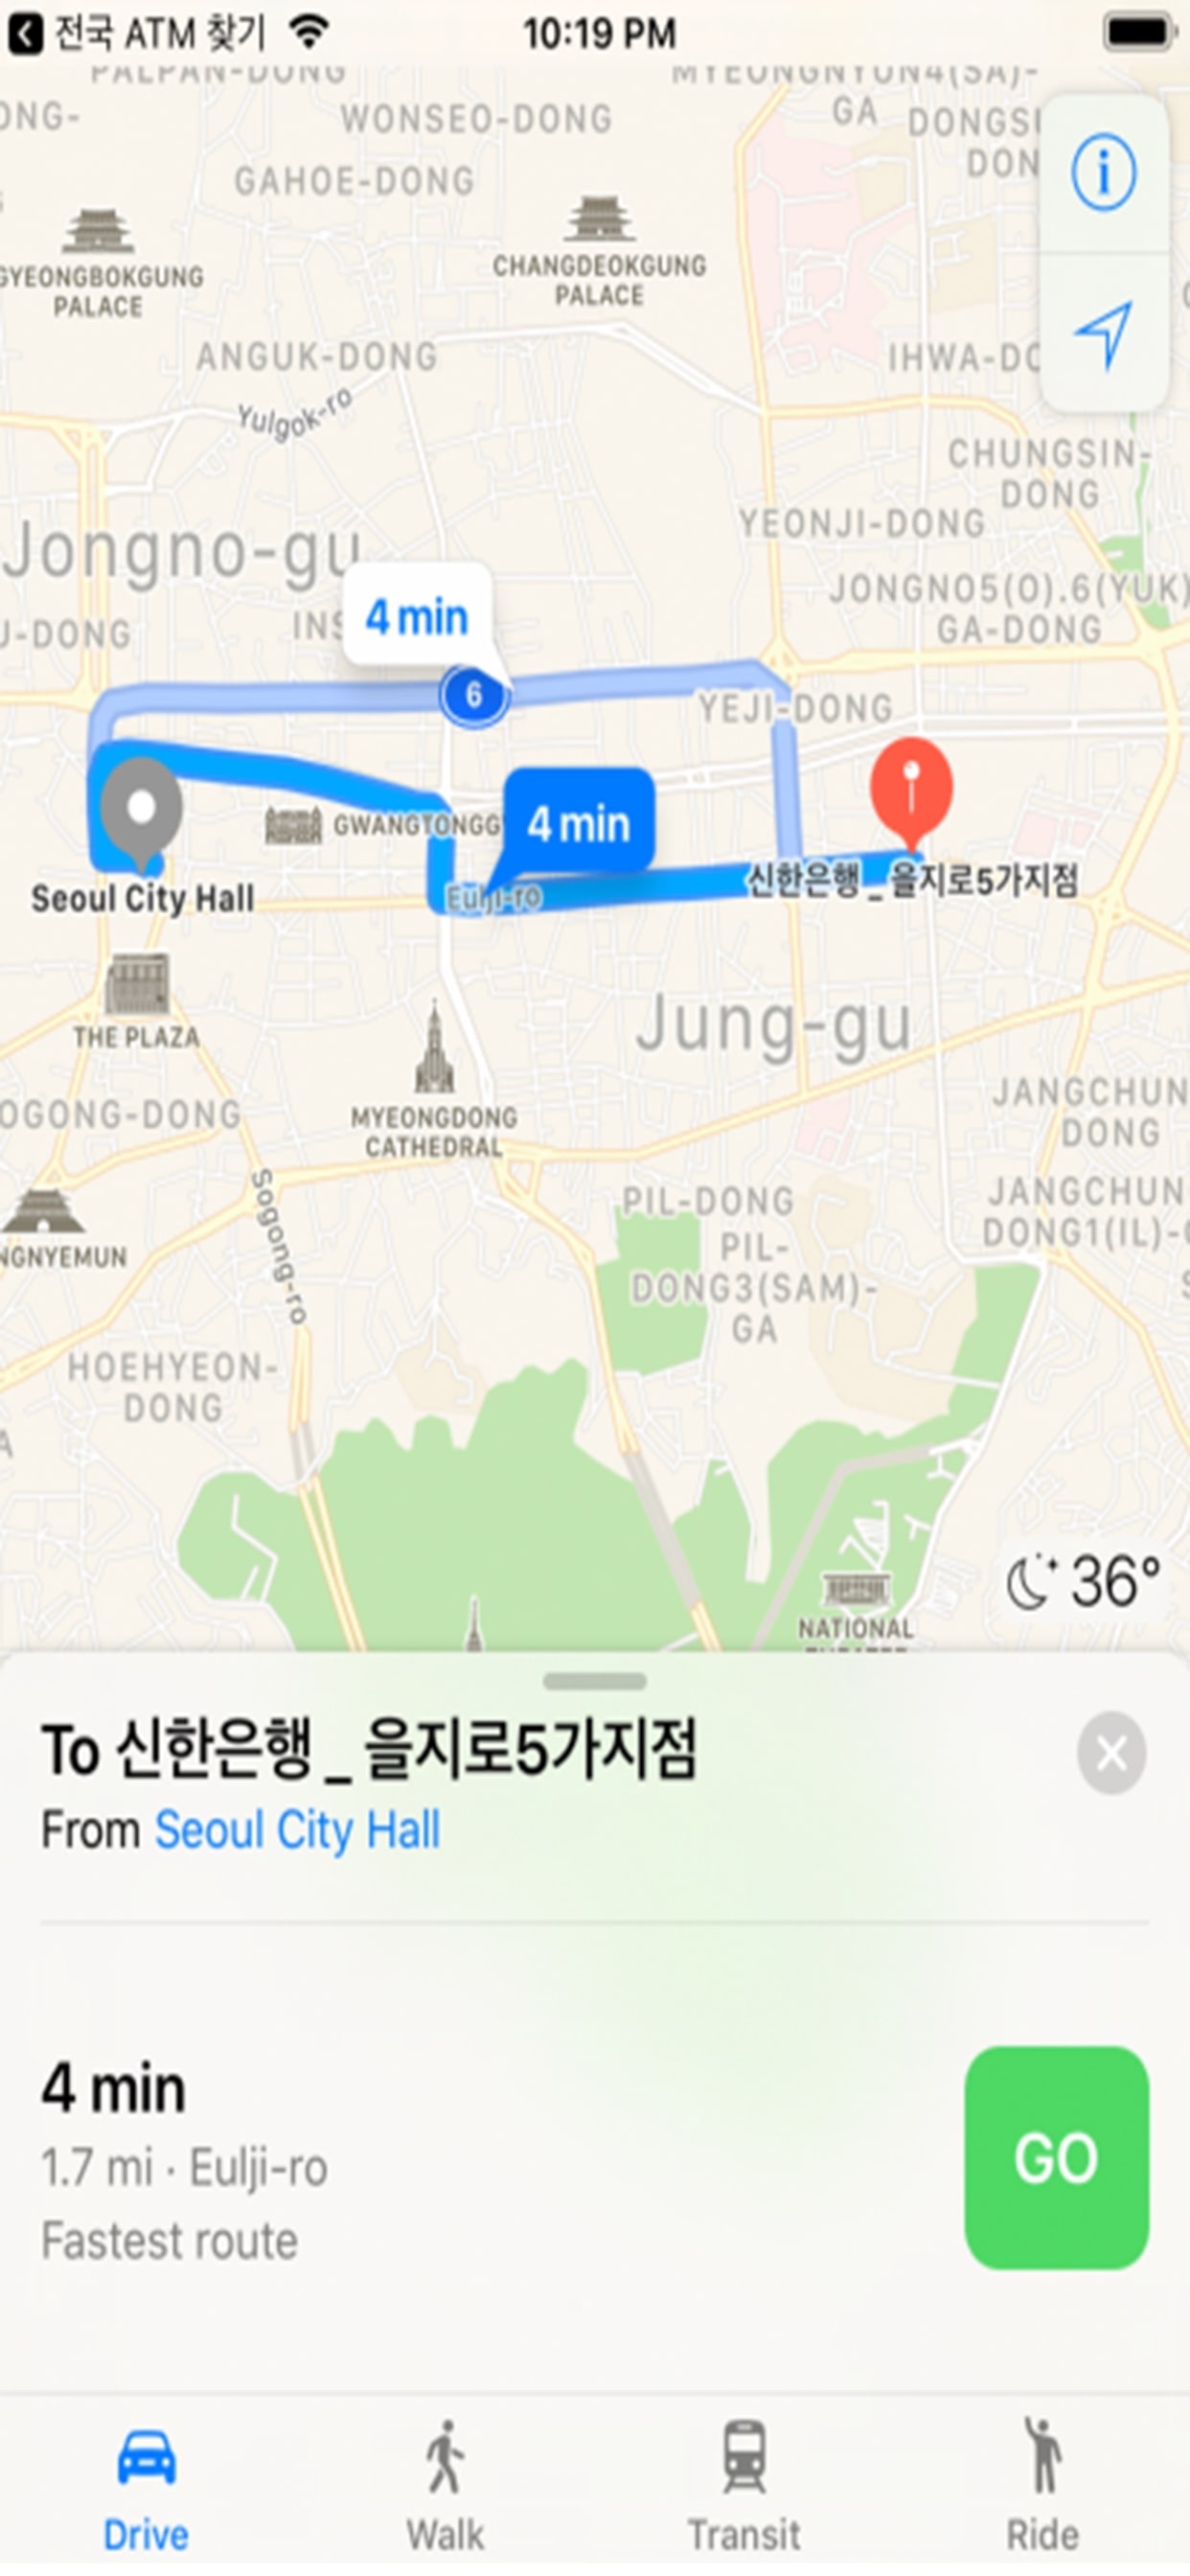 전국 ATM 찾기
10:19 PM
PALPAN-DONG
MYEONGNYUN4(SA)-
GA
ONG-
WONSEO-DONG
DONGSU
DON
GAHOE-DONG
GYEONGBOKGUNG
PALACE
CHANGDEOKGUNG
PALACE
ANGUK-DONG
IHWA-DO
Yulgok-ro
CHUNGSIN-
DONG
YEONJI-DONG
Jongno-gu
JONGNO5(O).6(YUK)
GA-DONG
U-DONG
INS
4 min
6
YEJI-DONG
GWANGTONGG
4 min
Seoul City Hall
Eulji-ro
신한은행 _ 을지로5가지점
THE PLAZA
Jung-gu
MYEONGDONG
CATHEDRAL
OGONG-DONG
JANGCHUN
DONG
Sogong-ro
PIL-DONG
PIL-
DONG3(SAM)-
GA
JANGCHUN
DONG1(IL)-
NGNYEMUN
HOEHYEON-
DONG
A
36°
NATIONAL
To 신한은행 _ 을지로5가지점
From Seoul City Hall
4 min
1.7 mi · Eulji-ro
Fastest route
GO
Drive
Walk
Transit
Ride